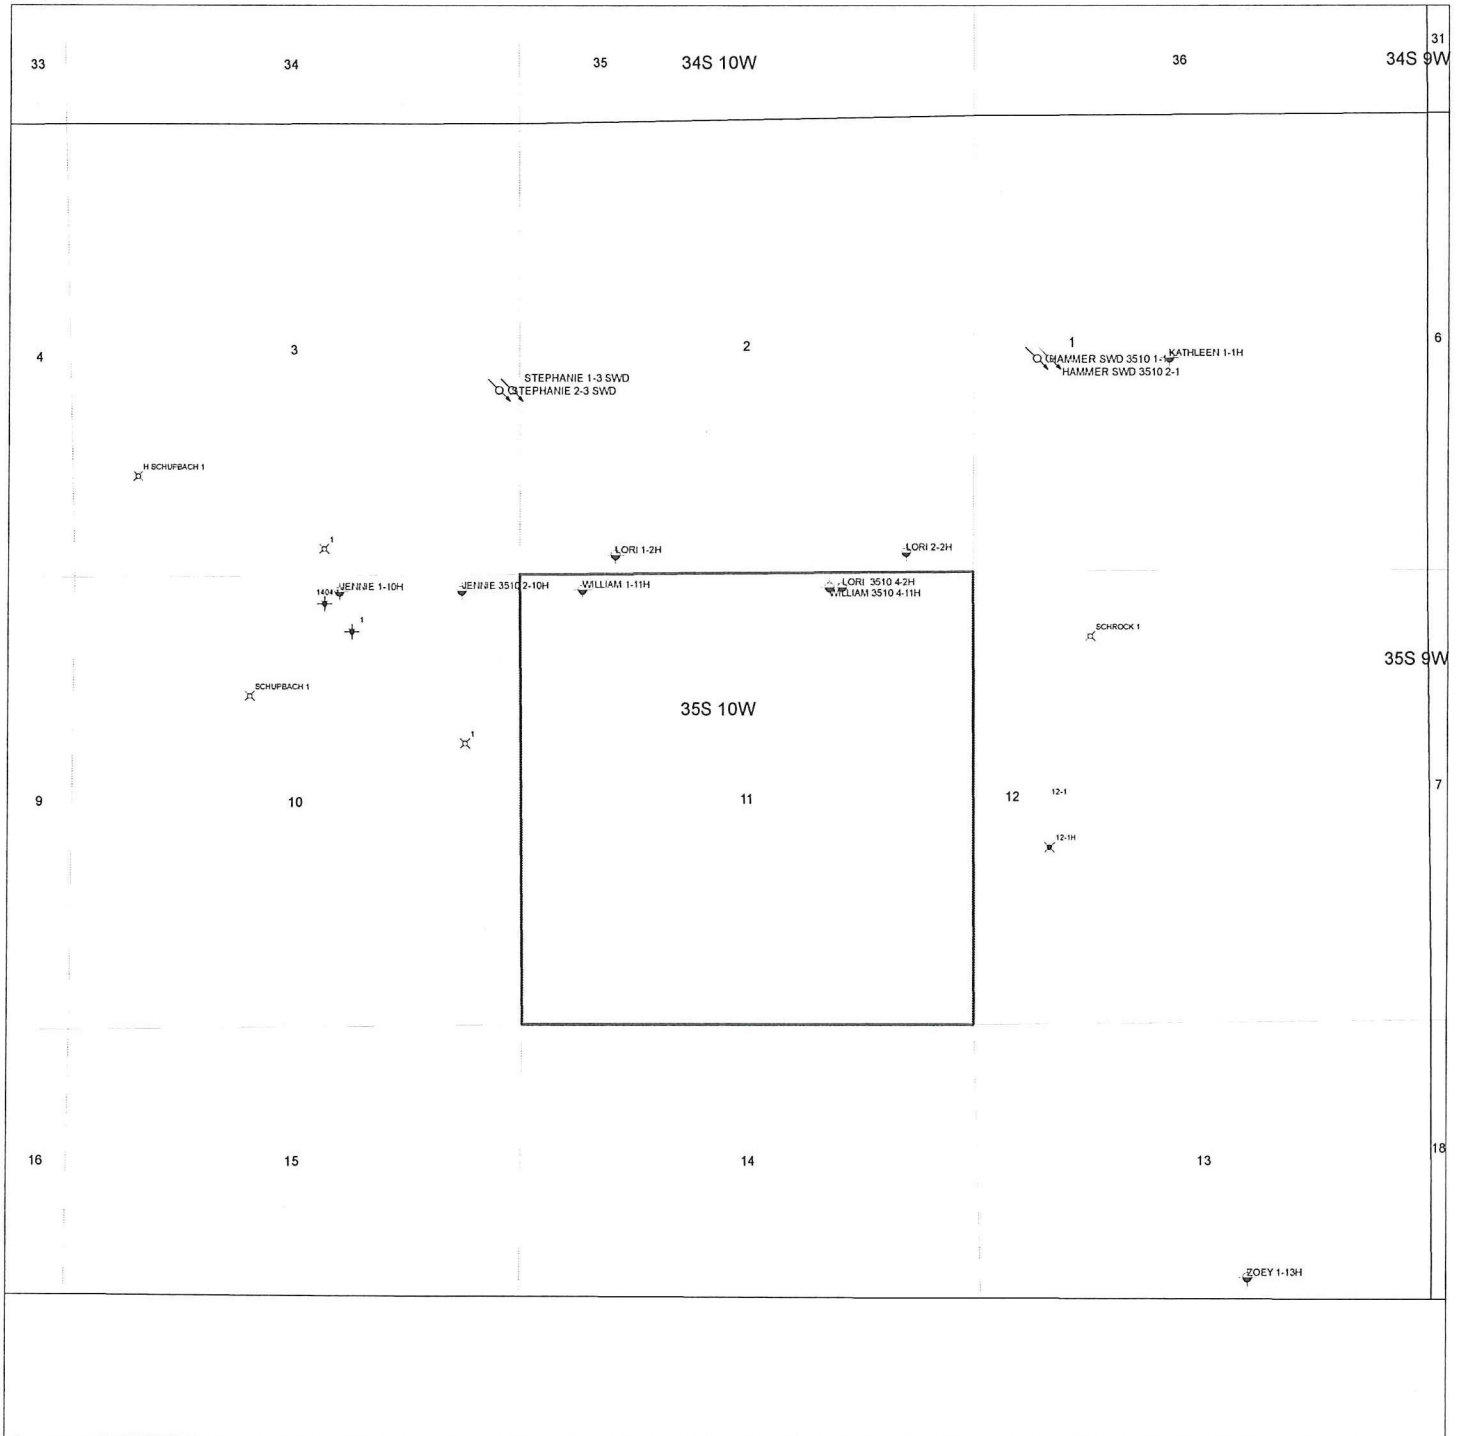 33
34
35
34S 10W
36
31
34S 9W
4
3
2
1
6
HAMMER SWD 3510 1-1
KATHLEEN 1-1H
HAMMER SWD 3510 2-1
STEPHANIE 1-3 SWD
STEPHANIE 2-3 SWD
H SCHUPBACH 1
1
LORI 1-2H
LORI 2-2H
1404
JENNIE 1-10H
JENNIE 3510 2-10H
WILLIAM 1-11H
LORI 3510 4-2H
WILLIAM 3510 4-11H
1
SCHROCK 1
35S 9W
SCHUPBACH 1
35S 10W
1
9
10
11
12
12-1
7
12-1H
16
15
14
13
18
ZOEY 1-13H